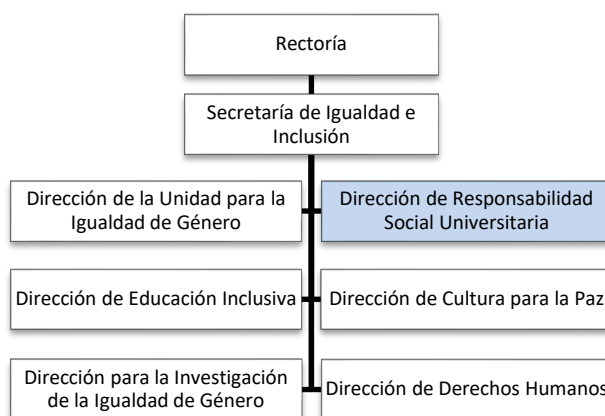 Rectoría
Secretaría de Igualdad e
Inclusión
Dirección de la Unidad para la
Igualdad de Género
Dirección de Responsabilidad
Social Universitaria
Dirección de Educación Inclusiva
Dirección de Cultura para la Paz
Dirección para la Investigación
de la Igualdad de Género
Dirección de Derechos Humanos